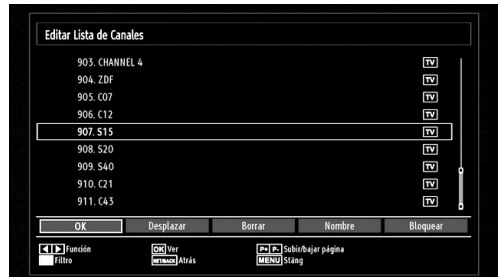 Editar Lista de Canales
903. CHANNEL 4 TV
904. ZDF TV
905. C07 TV
906. C12 TV
907. S15 TV
908. S20 TV
909. S40 TV
910. C21 TV
911. C43 TV
OK Desplazar Borrar Nombre Bloquear
Función OK Ver P+ P- Subir/bajar página
Filtro RET/BACK Atrás MENU Stäng